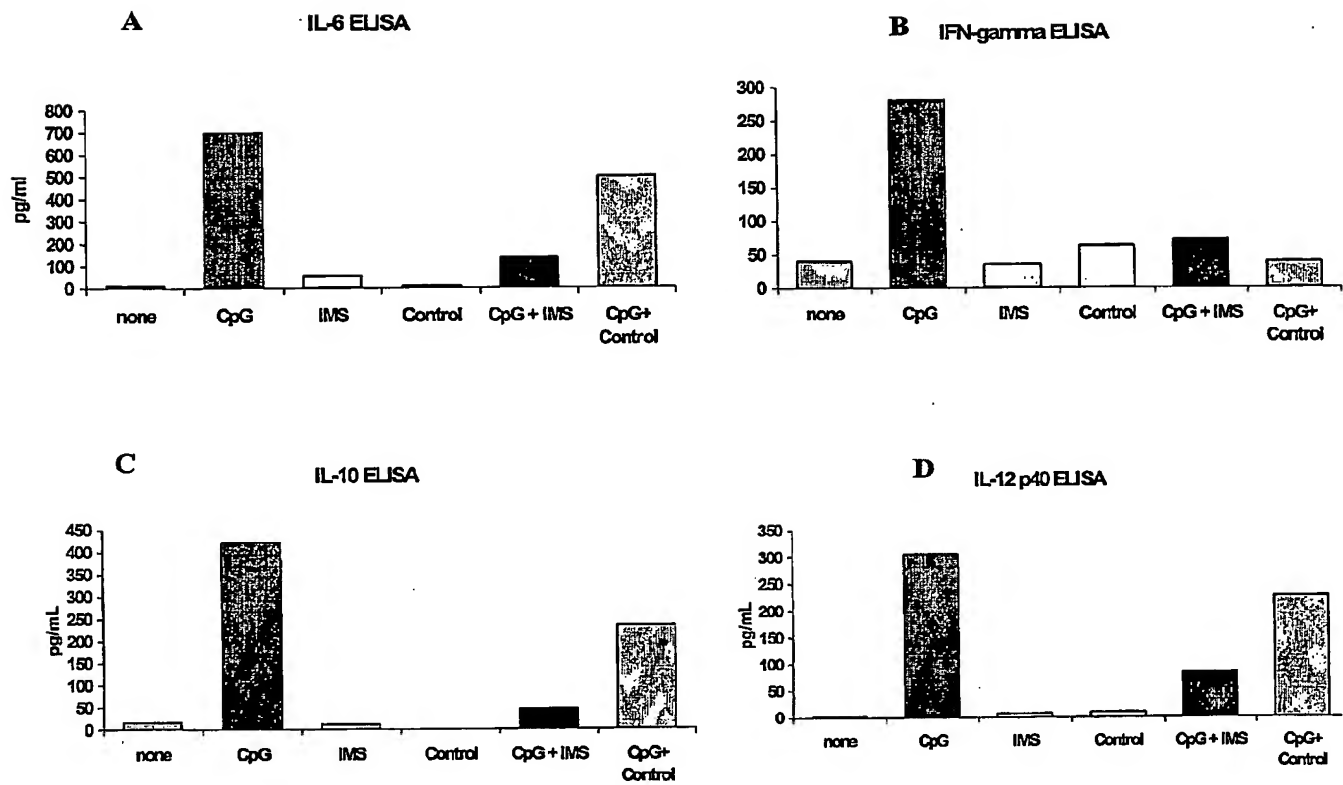 A
IL-6 ELISA
pg/ml
800
700
600
500
400
300
200
100
0
none
CpG
IMS
Control
CpG + IMS
CpG+
Control
B
IFN-gamma ELISA
300
250
200
150
100
50
0
none
CpG
IMS
Control
CpG + IMS
CpG+
Control
C
IL-10 ELISA
pg/mL
450
400
350
300
250
200
150
100
50
0
none
CpG
IMS
Control
CpG + IMS
CpG+
Control
D
IL-12 p40 ELISA
pg/mL
350
300
250
200
150
100
50
0
none
CpG
IMS
Control
CpG + IMS
CpG+
Control